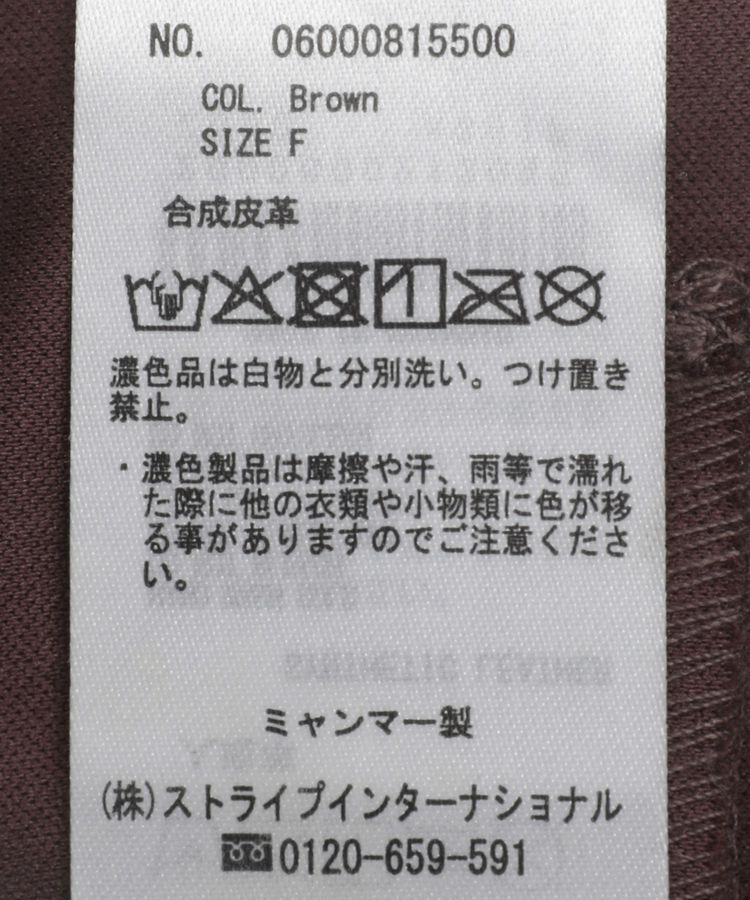 NO. 06000815500
COL. Brown
SIZE F
合成皮革
濃色品は白物と分別洗い。つけ置き
禁止。
・濃色製品は摩擦や汗、雨等で濡れ
た際に他の衣類や小物類に色が移
る事がありますのでご注意くださ
い。
SYNTHETIC LEATHER
ミャンマー製
(株)ストライプインターナショナル
0120-659-591